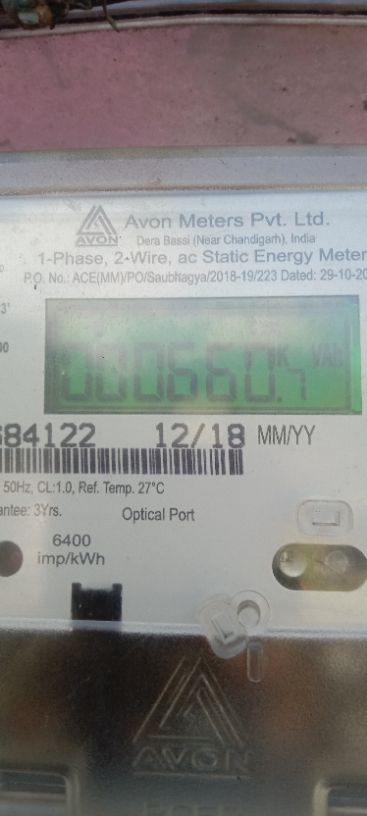 Avon Meters Pvt. Ltd.
AVON
Dera Bassi (Near Chandigarh), India
1-Phase, 2-Wire, ac Static Energy Meter
P.O. No.: ACE(MM)/PO/Saubhagya/2018-19/223 Dated: 29-10-20
K VAh
000660.
684122 12/18 MM/YY
50Hz, CL:1.0, Ref. Temp. 27°C
antee: 3Yrs. Optical Port
6400
imp/kWh
AVON